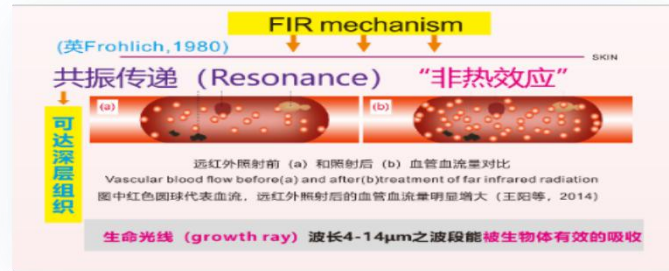 FIR mechanism
(英Frohlich,1980)
SKIN
共振传递（Resonance） “非热效应”
可达深层组织
(a)
(b)
远红外照射前（a）和照射后（b）血管血流量对比
Vascular blood flow before(a) and after(b)treatment of far infrared radiation
图中红色圆球代表血流，远红外照射后的血管血流量明显增大（王阳等，2014）
生命光线（growth ray）波长4-14μm之波段能被生物体有效的吸收